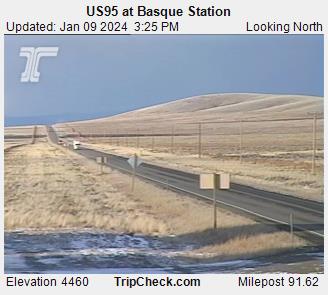 US95 at Basque Station
Updated: Jan 09 2024 3:25 PM Looking North
Elevation 4460 TripCheck.com Milepost 91.62